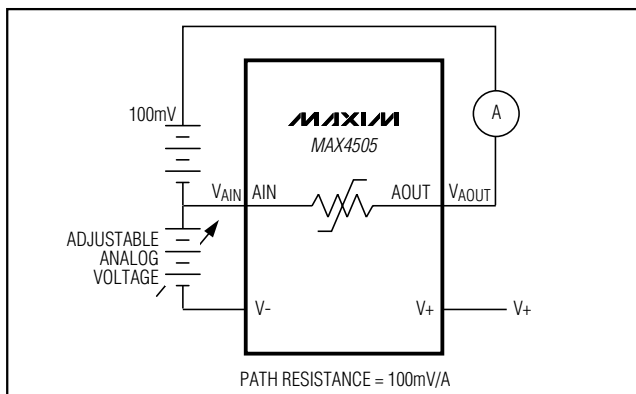 100mV
MAXIM
MAX4505
A
VAIN
AIN
AOUT
VAOUT
ADJUSTABLE
ANALOG
VOLTAGE
V-
V+
V+
PATH RESISTANCE = 100mV/A